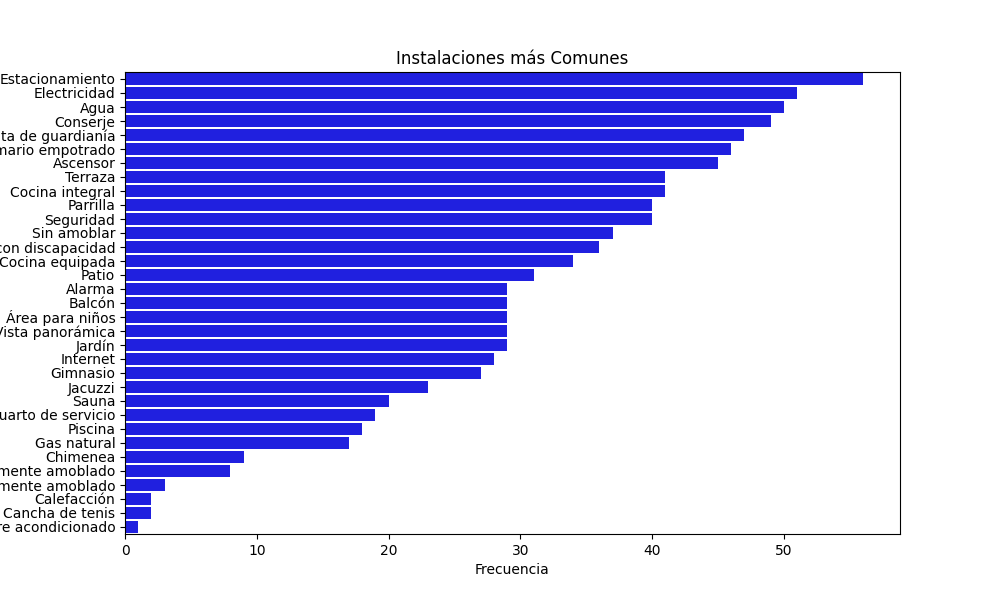 Instalaciones más Comunes
Estacionamiento
Electricidad
Agua
Conserje
ta de guardianía
mario empotrado
Ascensor
Terraza
Cocina integral
Parrilla
Seguridad
Sin amoblar
con discapacidad
Cocina equipada
Patio
Alarma
Balcón
Área para niños
Vista panorámica
Jardín
Internet
Gimnasio
Jacuzzi
Sauna
uarto de servicio
Piscina
Gas natural
Chimenea
mente amoblado
mente amoblado
Calefacción
Cancha de tenis
re acondicionado
0 10 20 30 40 50
Frecuencia